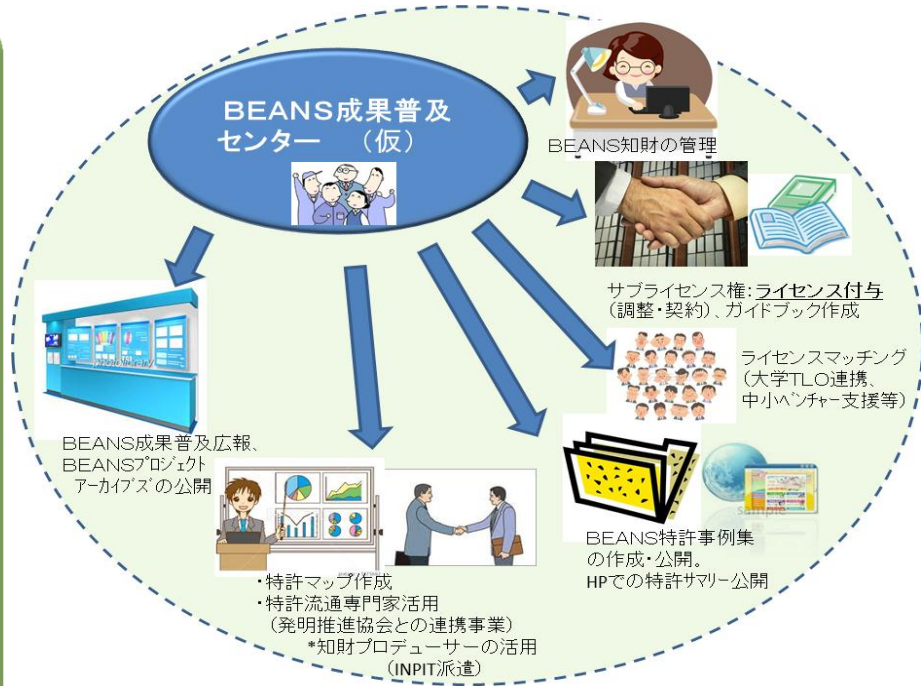 BEANS成果普及
センター　（仮）
BEANS知財の管理
サブライセンス権：ライセンス付与
（調整・契約）、ガイドブック作成
ライセンスマッチング
（大学TLO連携、
中小ﾍﾞﾝﾁｬｰ支援等）
BEANS成果普及広報、
BEANSﾌﾟﾛｼﾞｪｸﾄ
ｱｰｶｲﾌﾞｽﾞの公開
BEANS特許事例集
の作成・公開。
HPでの特許サマリー公開
・特許マップ作成
・特許流通専門家活用
（発明推進協会との連携事業）
*知財プロデューサーの活用
（INPIT派遣）